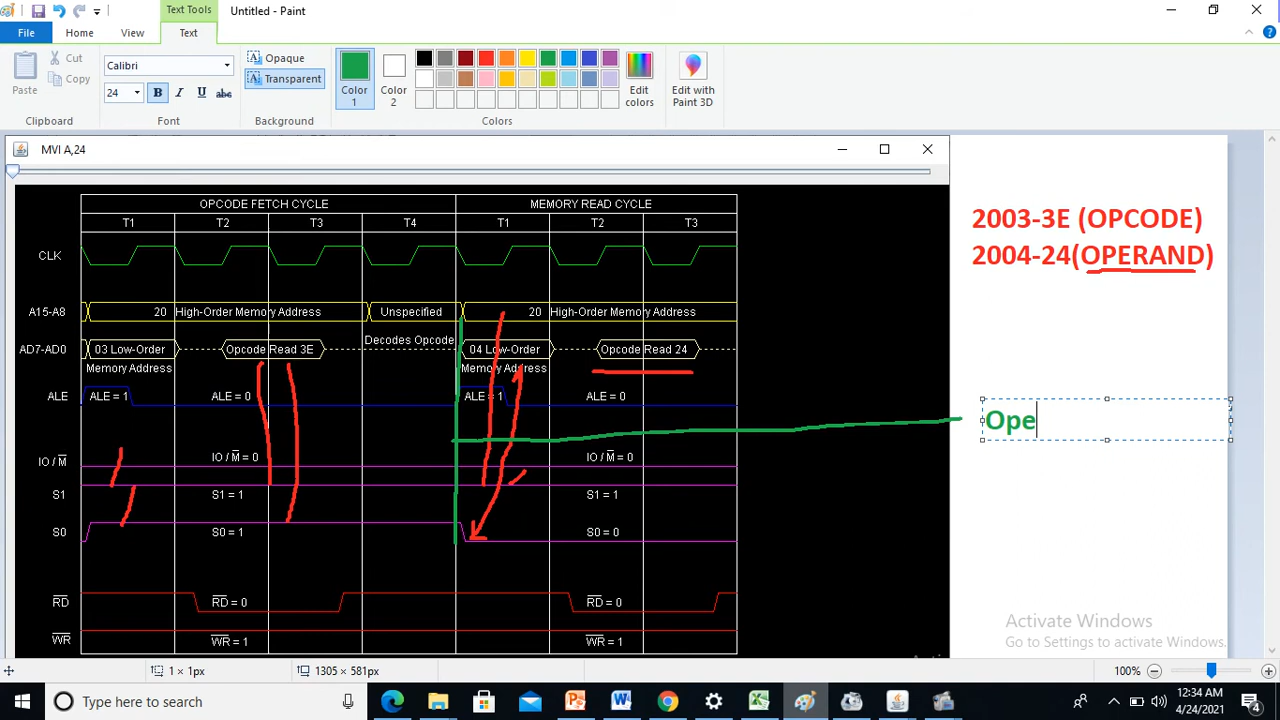 Text Tools
Untitled - Paint
File
Home
View
Text
Paste
Cut
Copy
Clipboard
Calibri
24
B
I
U
abc
Font
Opaque
Transparent
Background
Color 1
Color 2
Edit colors
Edit with Paint 3D
Colors
MVI A,24
OPCODE FETCH CYCLE
MEMORY READ CYCLE
T1 T2 T3 T4 T1 T2 T3
CLK
A15-A8 20 High-Order Memory Address Unspecified 20 High-Order Memory Address
Decodes Opcode
AD7-AD0 03 Low-Order Opcode Read 3E 04 Low-Order Opcode Read 24
Memory Address Memory Address
ALE ALE = 1 ALE = 0 ALE = 1 ALE = 0
IO / M̅ IO / M̅ = 0 IO / M̅ = 0
S1 S1 = 1 S1 = 1
S0 S0 = 1 S0 = 0
R̅D̅ R̅D̅ = 0 R̅D̅ = 0
W̅R̅ W̅R̅ = 1 W̅R̅ = 1
2003-3E (OPCODE)
2004-24(OPERAND)
Ope
Activate Windows
Go to Settings to activate Windows.
1 × 1px
1305 × 581px
100%
Type here to search
12:34 AM
4/24/2021
4